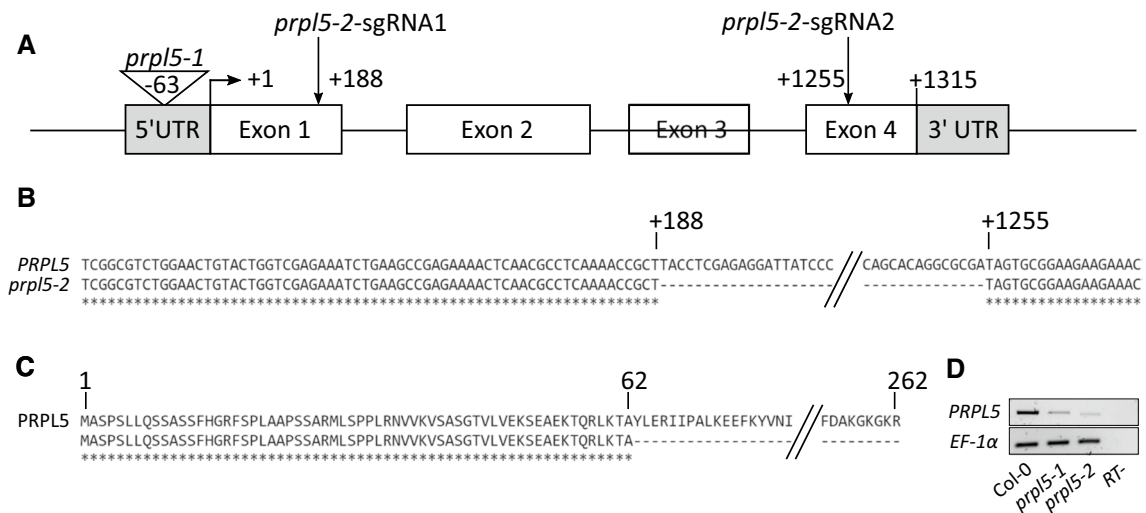 A
prpl5-2-sgRNA1
prpl5-2-sgRNA2
prpl5-1
-63
+1
+188
+1255
+1315
5'UTR
Exon 1
Exon 2
Exon 3
Exon 4
3' UTR
B
+188
+1255
PRPL5 TCGGCGTCTGGAACTGTACTGGTCGAGAAATCTGAAGCCGAGAAAACTCAACGCCTCAAAACCGCTTACCTCGAGAGGATTATCCC // CAGCACAGGCGCGATAGTGCGGAAGAAGAAAC
prpl5-2 TCGGCGTCTGGAACTGTACTGGTCGAGAAATCTGAAGCCGAGAAAACTCAACGCCTCAAAACCGCT-------------------- // --------------TAGTGCGGAAGAAGAAAC
****************************************************************** ******************
C
1
62
262
PRPL5 MASPSLLQSSASSFHGRFSPLAAPSSARMLSPPLRNVVKVSASGTVLVEKSEAEKTQRLKTAYLERIIPALKEEFKYVNI // FDAKGKGKR
MASPSLLQSSASSFHGRFSPLAAPSSARMLSPPLRNVVKVSASGTVLVEKSEAEKTQRLKTA------------------ // ---------
**************************************************************
D
PRPL5
EF-1α
Col-0
prpl5-1
prpl5-2
RT-